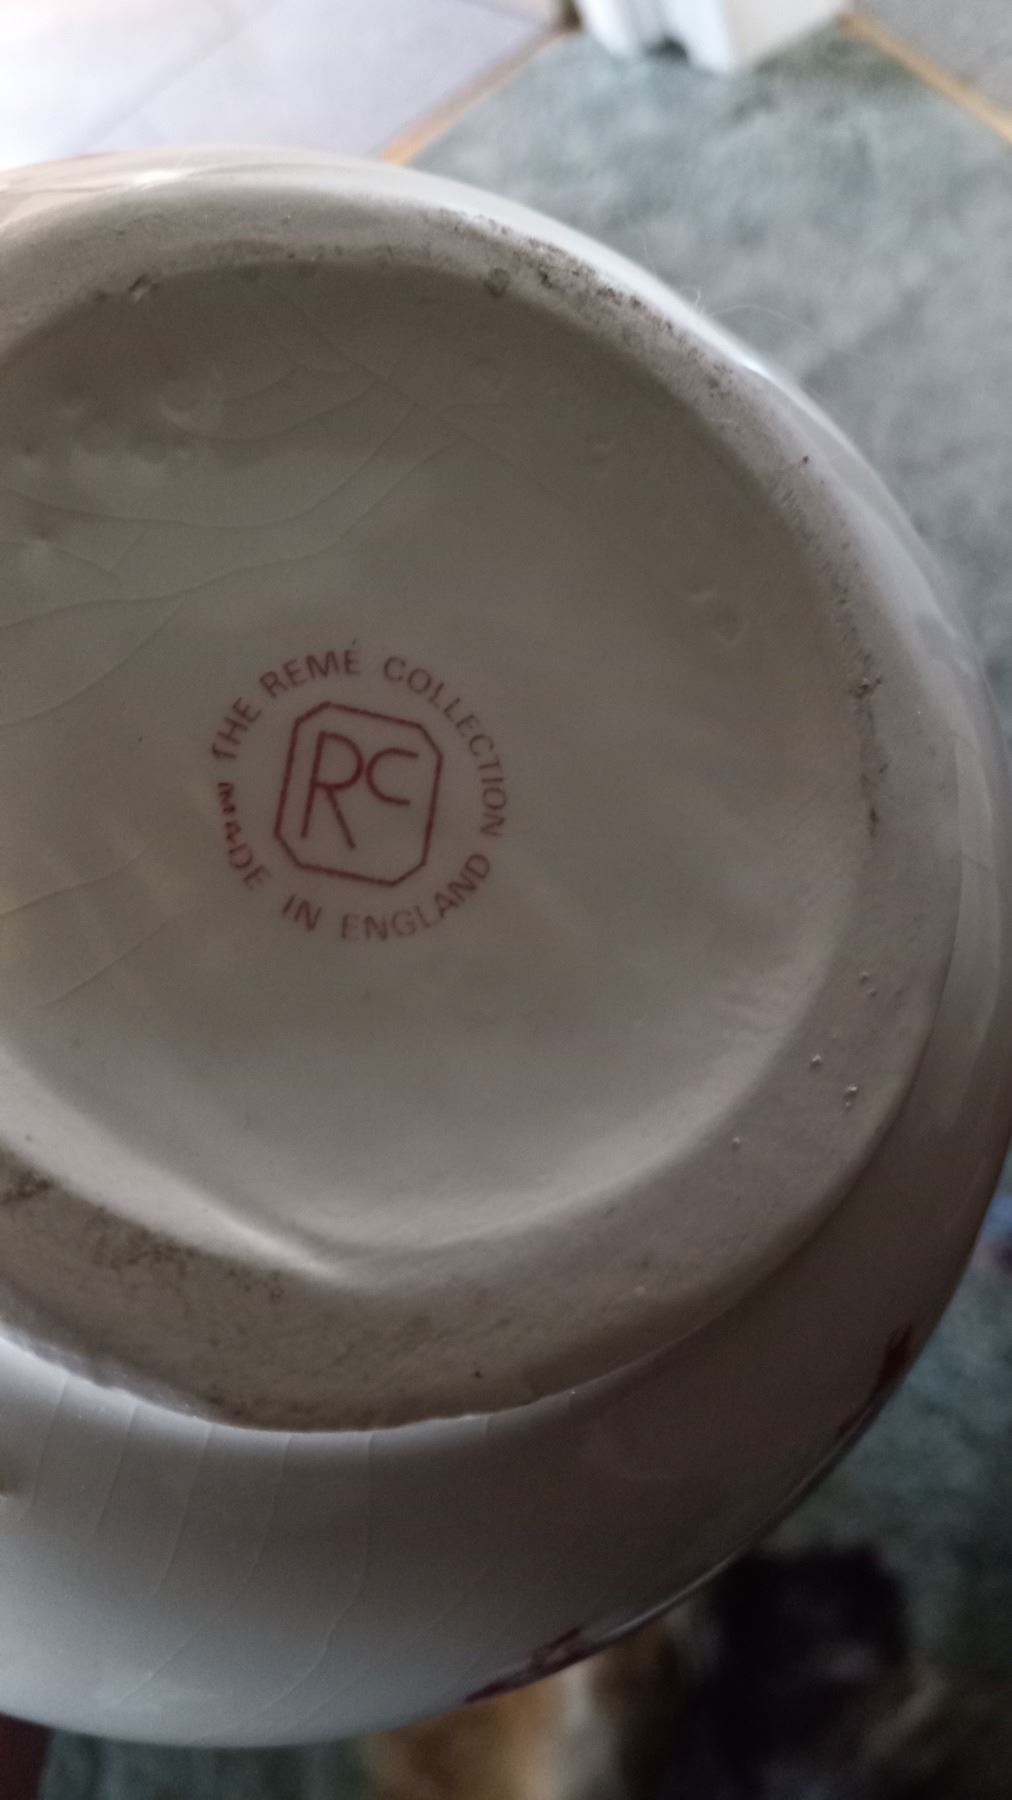 THE REMÉ COLLECTION
RC
MADE IN ENGLAND